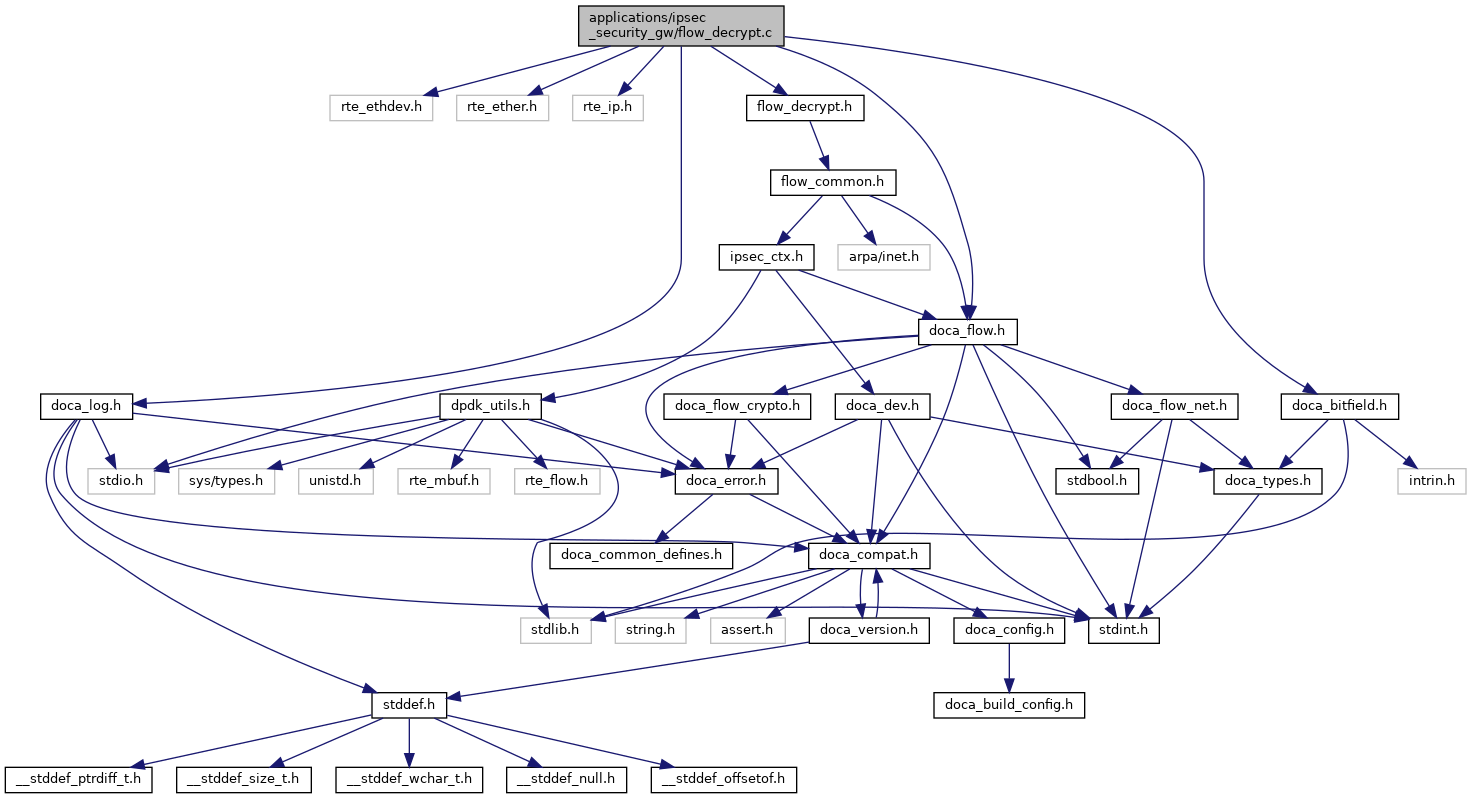 applications/ipsec
_security_gw/flow_decrypt.c
rte_ethdev.h
rte_ether.h
rte_ip.h
flow_decrypt.h
flow_common.h
ipsec_ctx.h
arpa/inet.h
doca_flow.h
doca_log.h
dpdk_utils.h
doca_flow_crypto.h
doca_dev.h
doca_flow_net.h
doca_bitfield.h
stdio.h
sys/types.h
unistd.h
rte_mbuf.h
rte_flow.h
doca_error.h
stdbool.h
doca_types.h
intrin.h
doca_common_defines.h
doca_compat.h
stdlib.h
string.h
assert.h
doca_version.h
doca_config.h
stdint.h
stddef.h
doca_build_config.h
__stddef_ptrdiff_t.h
__stddef_size_t.h
__stddef_wchar_t.h
__stddef_null.h
__stddef_offsetof.h